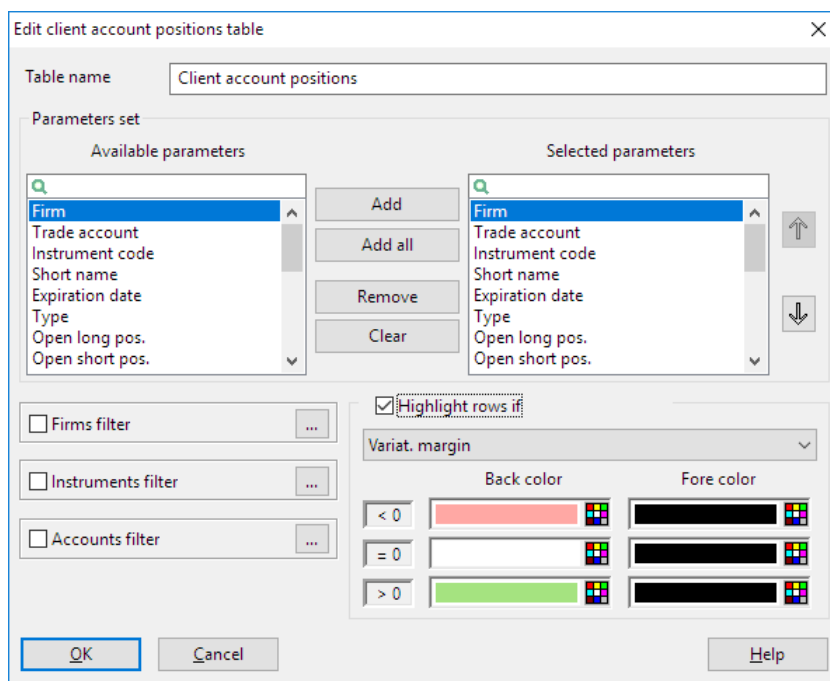 Edit client account positions table
Table name
Client account positions
Parameters set
Available parameters
Selected parameters
Firm
Trade account
Instrument code
Short name
Expiration date
Type
Open long pos.
Open short pos.
Add
Add all
Remove
Clear
Firm
Trade account
Instrument code
Short name
Expiration date
Type
Open long pos.
Open short pos.
Firms filter
...
Instruments filter
...
Accounts filter
...
Highlight rows if
Variat. margin
Back color
Fore color
< 0
= 0
> 0
OK
Cancel
Help